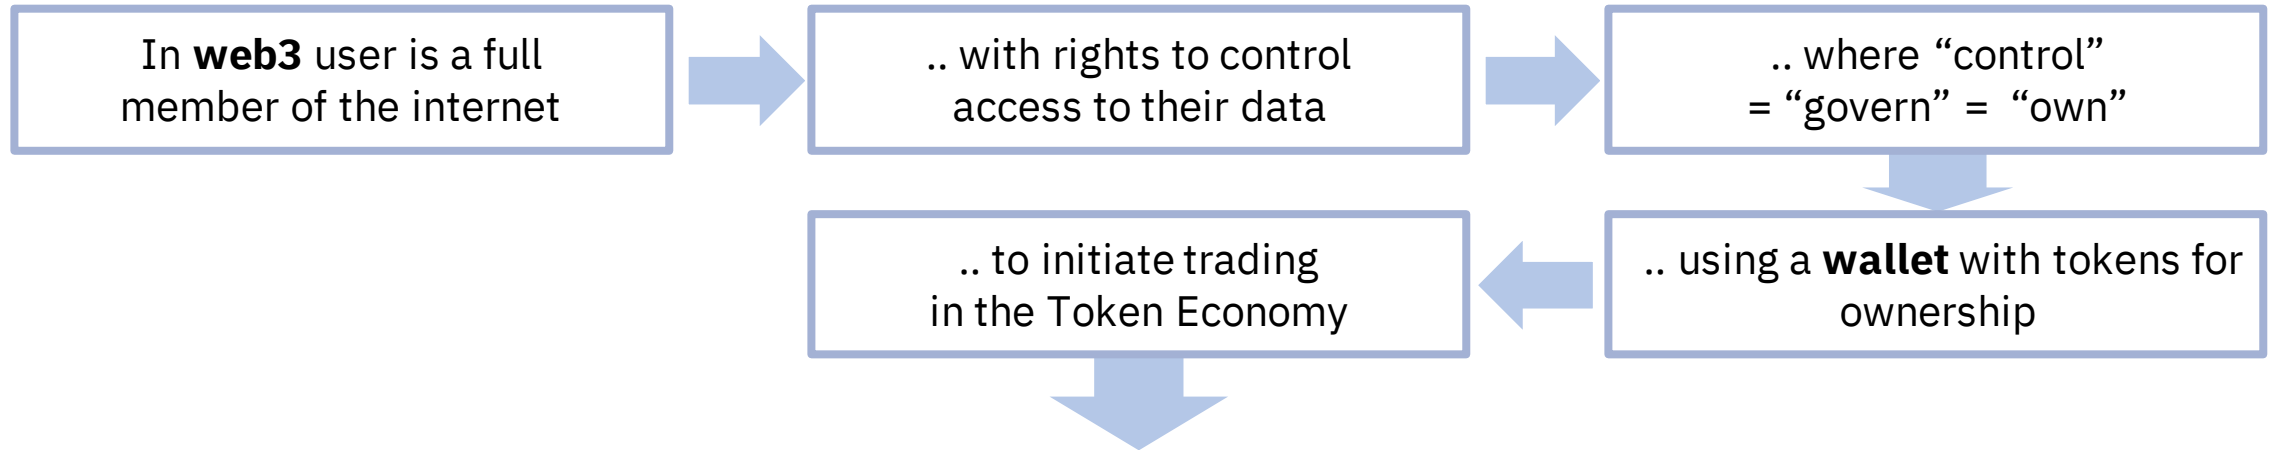 In web3 user is a full
member of the internet
.. with rights to control
access to their data
.. where “control”
= “govern” = “own”
.. using a wallet with tokens for
ownership
.. to initiate trading
in the Token Economy